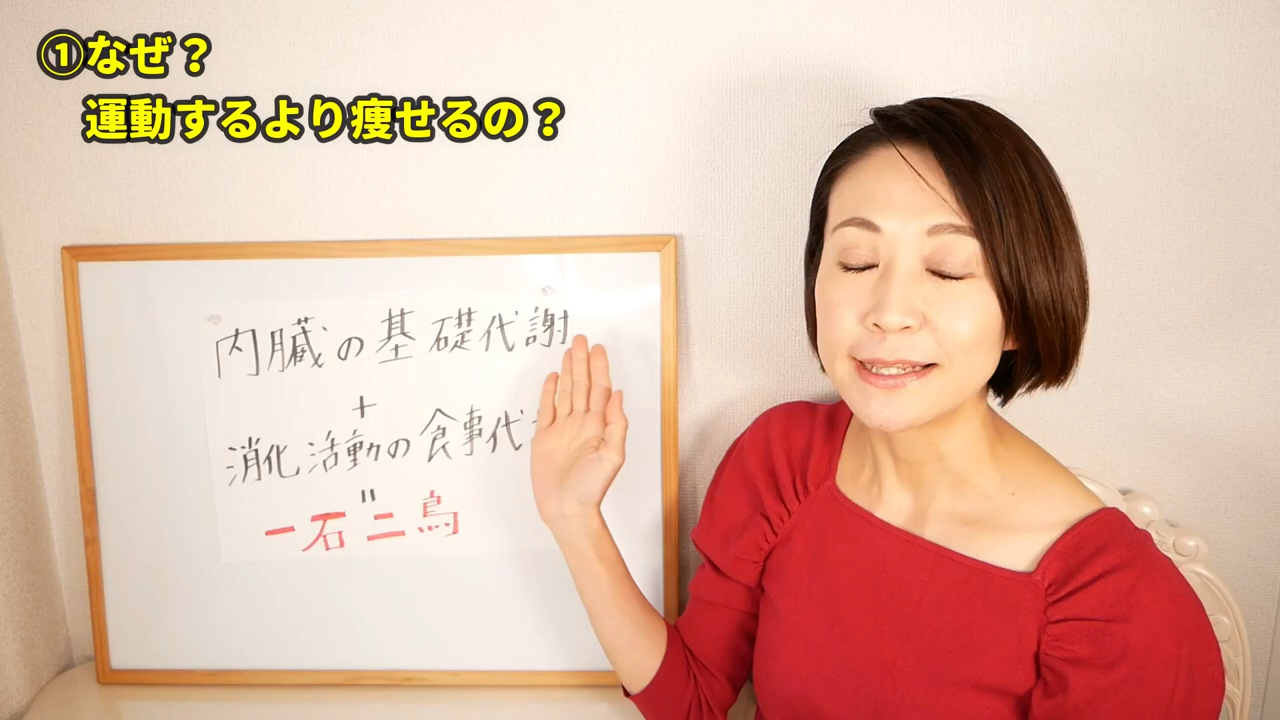 ①なぜ？
運動するより痩せるの？
内臓の基礎代謝
＋
消化活動の食事代
＝
一石二鳥